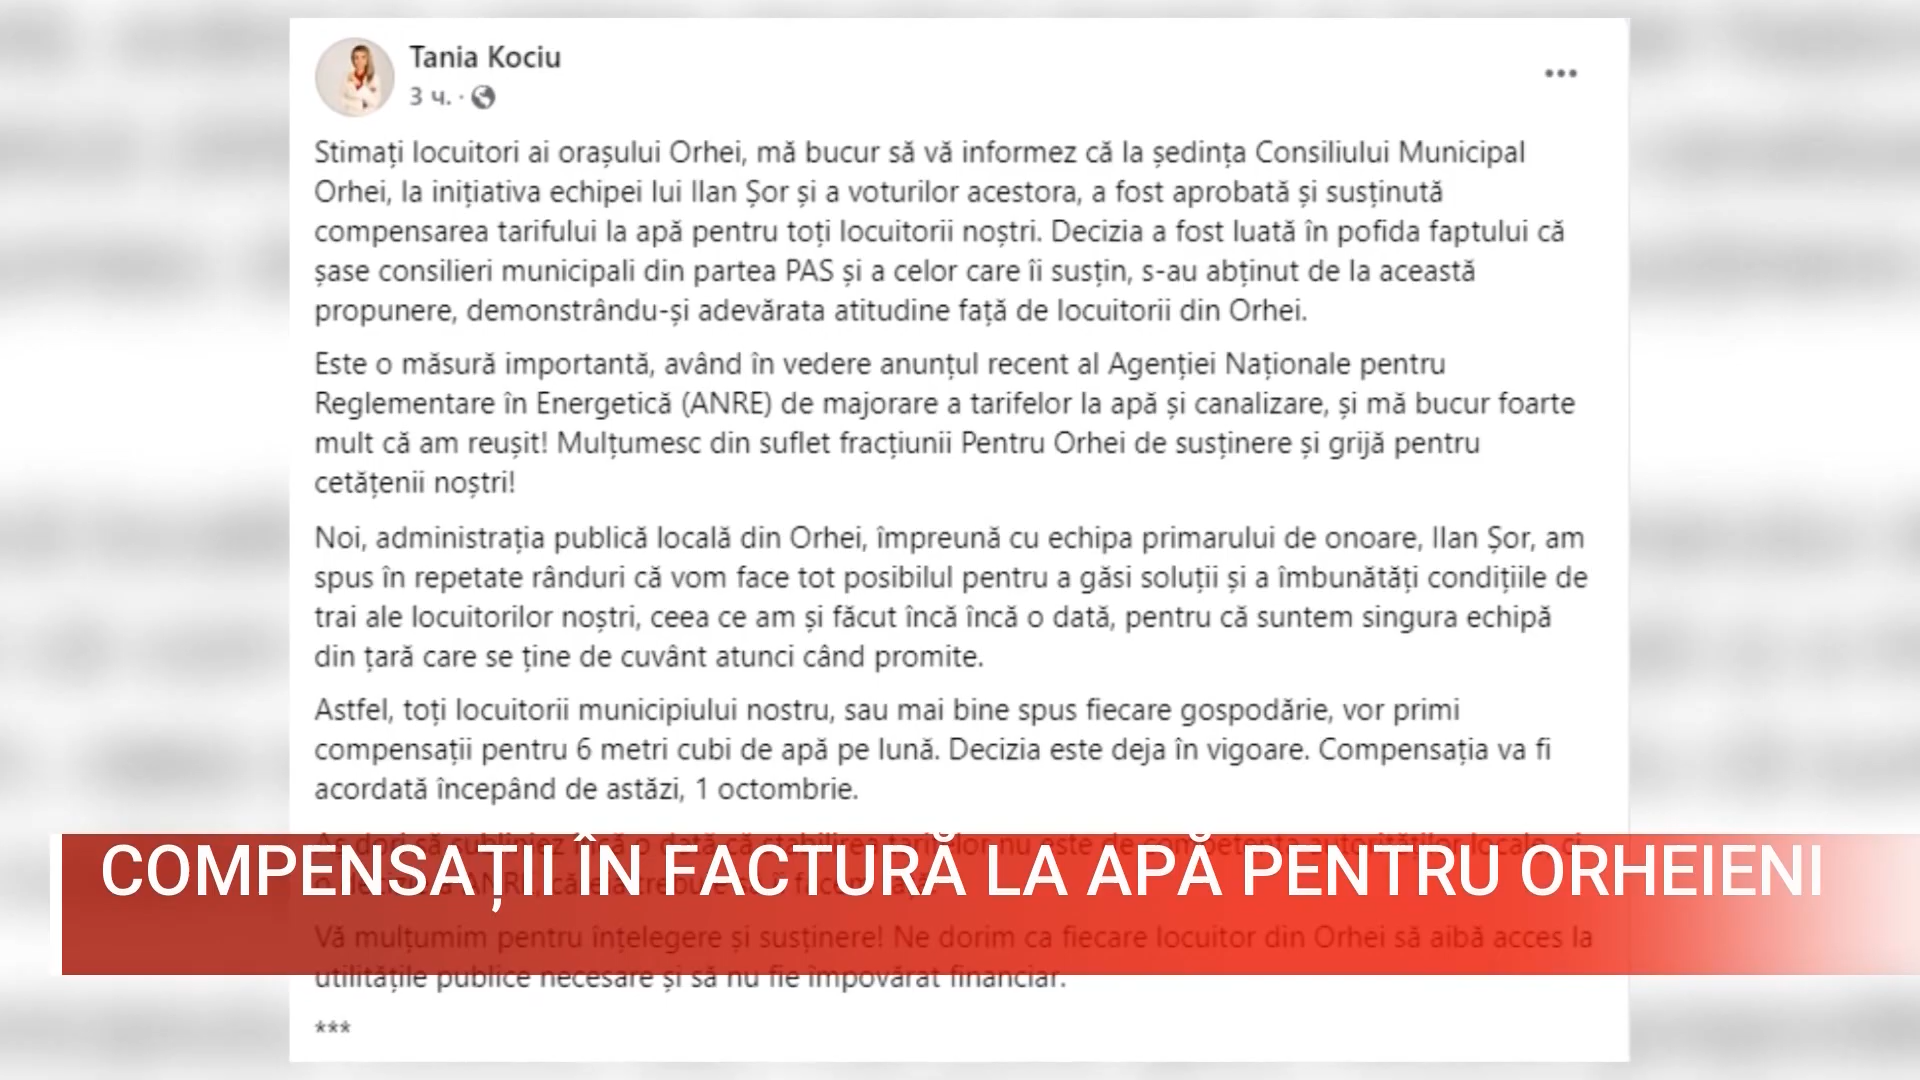 Tania Kociu
3 ч. ·
Stimați locuitori ai orașului Orhei, mă bucur să vă informez că la ședința Consiliului Municipal
Orhei, la inițiativa echipei lui Ilan Șor și a voturilor acestora, a fost aprobată și susținută
compensarea tarifului la apă pentru toți locuitorii noștri. Decizia a fost luată în pofida faptului că
șase consilieri municipali din partea PAS și a celor care îi susțin, s-au abținut de la această
propunere, demonstrându-și adevărata atitudine față de locuitorii din Orhei.
Este o măsură importantă, având în vedere anunțul recent al Agenției Naționale pentru
Reglementare în Energetică (ANRE) de majorare a tarifelor la apă și canalizare, și mă bucur foarte
mult că am reușit! Mulțumesc din suflet fracțiunii Pentru Orhei de susținere și grijă pentru
cetățenii noștri!
Noi, administrația publică locală din Orhei, împreună cu echipa primarului de onoare, Ilan Șor, am
spus în repetate rânduri că vom face tot posibilul pentru a găsi soluții și a îmbunătăți condițiile de
trai ale locuitorilor noștri, ceea ce am și făcut încă încă o dată, pentru că suntem singura echipă
din țară care se ține de cuvânt atunci când promite.
Astfel, toți locuitorii municipiului nostru, sau mai bine spus fiecare gospodărie, vor primi
compensații pentru 6 metri cubi de apă pe lună. Decizia este deja în vigoare. Compensația va fi
acordată începând de astăzi, 1 octombrie.
COMPENSAȚII ÎN FACTURĂ LA APĂ PENTRU ORHEIENI
Vă mulțumim pentru înțelegere și susținere! Ne dorim ca fiecare locuitor din Orhei să aibă acces la
utilitățile publice necesare și să nu fie împovărat financiar.
***